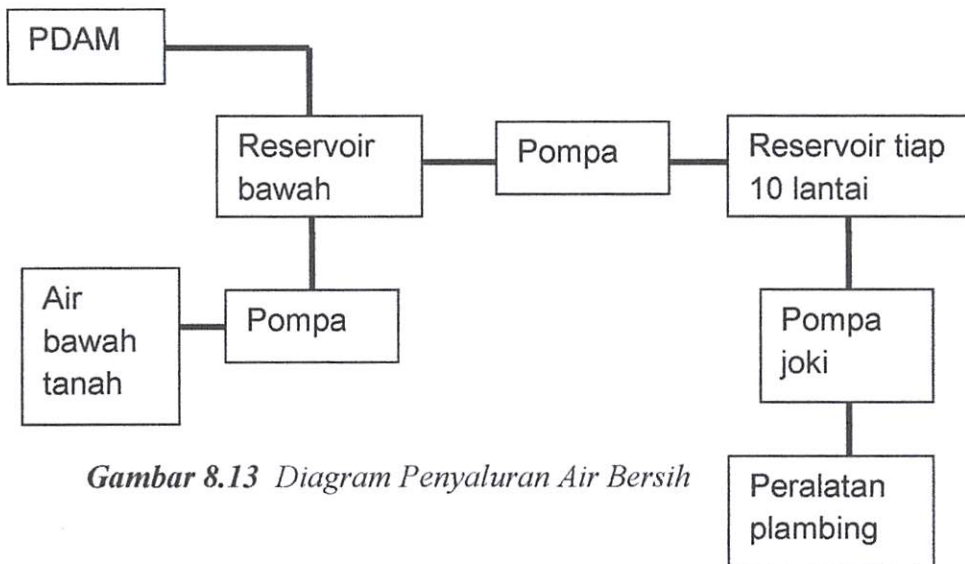 PDAM
Reservoir
bawah
Pompa
Reservoir tiap
10 lantai
Air
bawah
tanah
Pompa
Pompa
joki
Gambar 8.13 Diagram Penyaluran Air Bersih
Peralatan
plambing